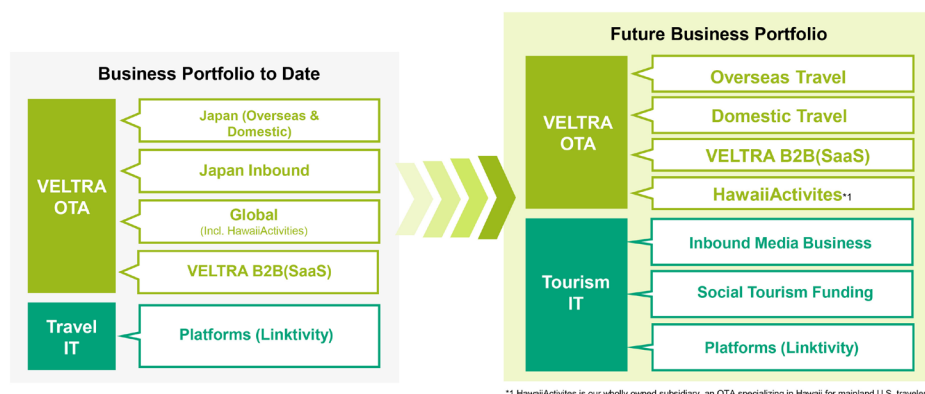 Business Portfolio to Date
VELTRA
OTA
Japan (Overseas &
Domestic)
Japan Inbound
Global
(Incl. HawaiiActivities)
VELTRA B2B(SaaS)
Travel
IT
Platforms (Linktivity)
Future Business Portfolio
VELTRA
OTA
Overseas Travel
Domestic Travel
VELTRA B2B(SaaS)
HawaiiActivites*1
Tourism
IT
Inbound Media Business
Social Tourism Funding
Platforms (Linktivity)
*1 HawaiiActivites is our wholly owned subsidiary, an OTA specializing in Hawaii for mainland U.S.